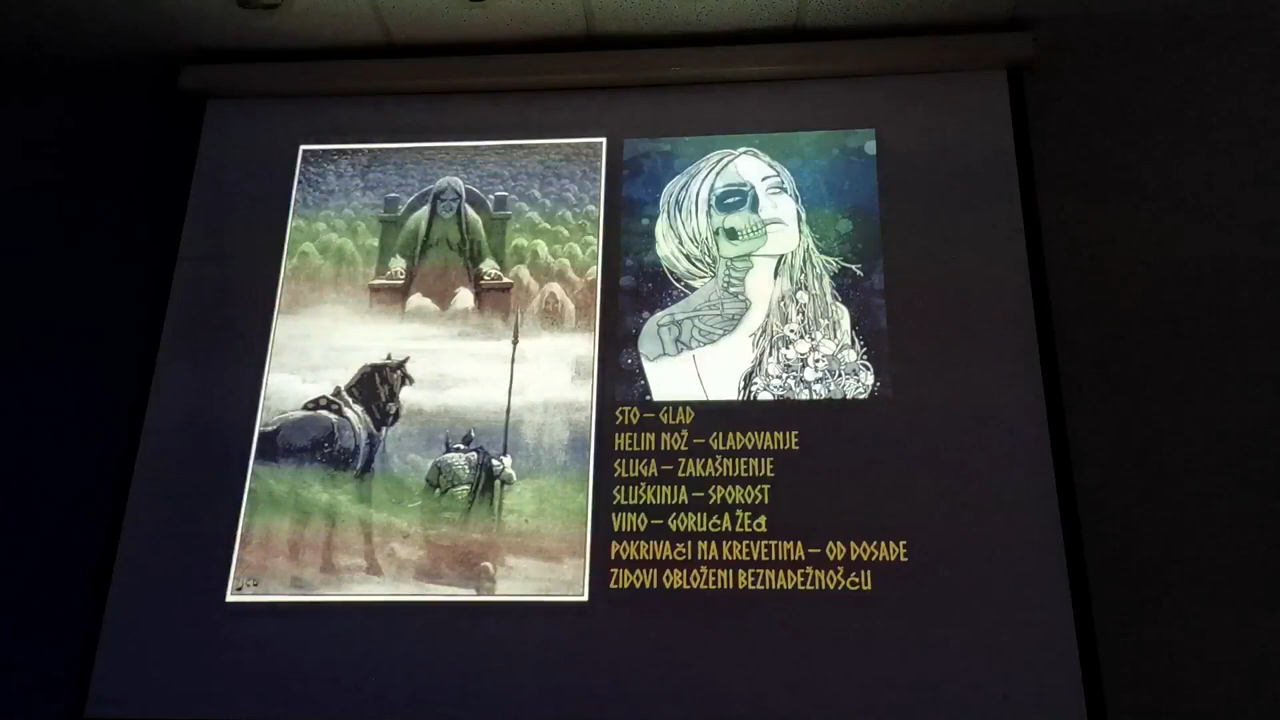 STO – GLAD
HELIN NOŽ – GLADOVANJE
SLUGA – ZAKAŠNJENJE
SLUŠKINJA – SPOROST
VINO – GORUćA ŽEđ
POKRIVAčI NA KREVETIMA – OD DOSADE
ZIDOVI OBLOŽENI BEZNADEŽNOŠćU